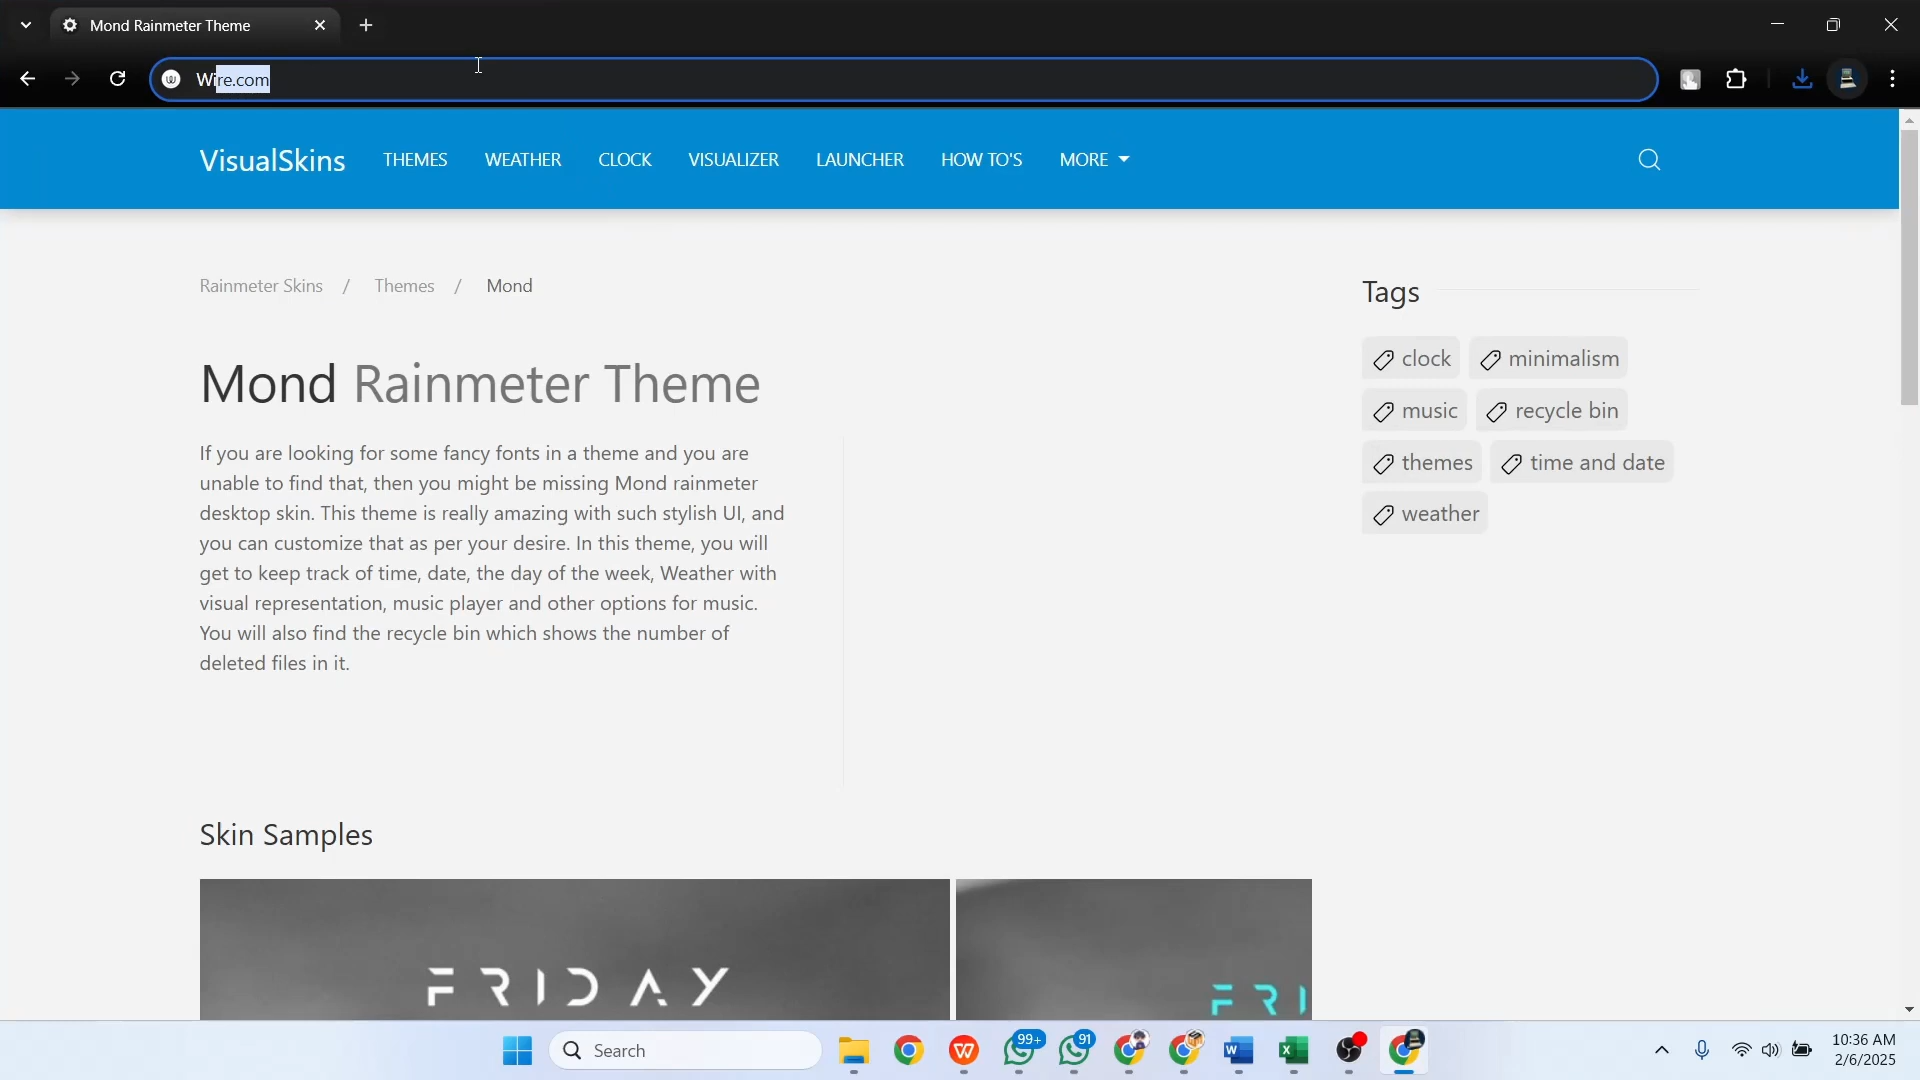 Mond Rainmeter Theme
Wire.com
VisualSkins THEMES WEATHER CLOCK VISUALIZER LAUNCHER HOW TO'S MORE
Rainmeter Skins / Themes / Mond
Mond Rainmeter Theme
If you are looking for some fancy fonts in a theme and you are
unable to find that, then you might be missing Mond rainmeter
desktop skin. This theme is really amazing with such stylish UI, and
you can customize that as per your desire. In this theme, you will
get to keep track of time, date, the day of the week, Weather with
visual representation, music player and other options for music.
You will also find the recycle bin which shows the number of
deleted files in it.
Tags
clock minimalism
music recycle bin
themes time and date
weather
Skin Samples
FRIDAY
FRI
Search
99+
91
10:36 AM
2/6/2025